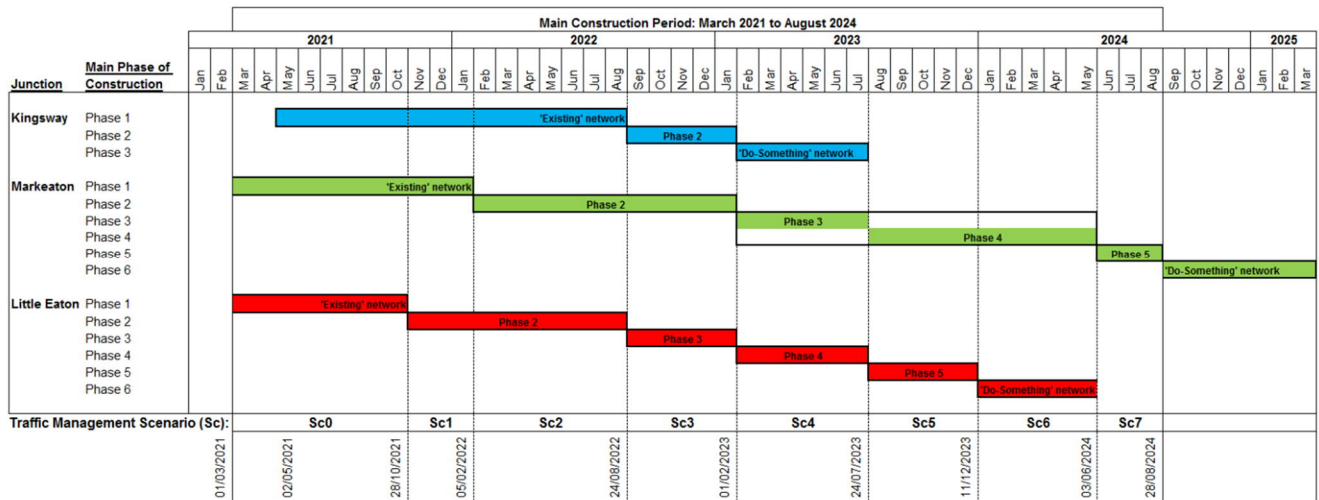 Main Construction Period: March 2021 to August 2024
2021 2022 2023 2024 2025
Junction Main Phase of Construction Jan Feb Mar Apr May Jun Jul Aug Sep Oct Nov Dec Jan Feb Mar Apr May Jun Jul Aug Sep Oct Nov Dec Jan Feb Mar Apr May Jun Jul Aug Sep Oct Nov Dec Jan Feb Mar Apr May Jun Jul Aug Sep Oct Nov Dec Jan Feb Mar
Kingsway Phase 1 'Existing' network
Phase 2 Phase 2
Phase 3 'Do-Something' network
Markeaton Phase 1 'Existing' network
Phase 2 Phase 2
Phase 3 Phase 3
Phase 4 Phase 4
Phase 5 Phase 5
Phase 6 'Do-Something' network
Little Eaton Phase 1 'Existing' network
Phase 2 Phase 2
Phase 3 Phase 3
Phase 4 Phase 4
Phase 5 Phase 5
Phase 6 'Do-Something' network
Traffic Management Scenario (Sc): Sc0 Sc1 Sc2 Sc3 Sc4 Sc5 Sc6 Sc7
01/03/2021 02/05/2021 28/10/2021 05/02/2022 24/08/2022 01/02/2023 24/07/2023 11/12/2023 03/06/2024 28/08/2024